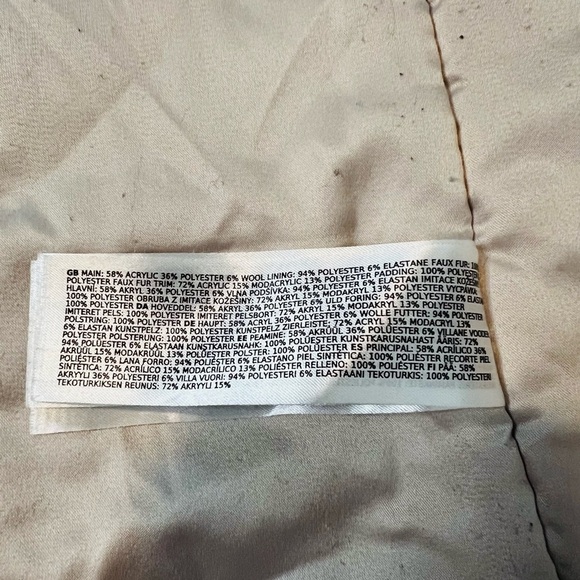 GB MAIN: 58% ACRYLIC 36% POLYESTER 6% WOOL LINING: 94% POLYESTER 6% ELASTANE FAUX FUR: 100%
POLYESTER FAUX FUR TRIM: 72% ACRYLIC 15% MODACRYLIC 13% POLYESTER PADDING: 100% POLYESTER
HLAVNÍ: 58% AKRYL 36% POLYESTER 6% VLNA PODŠÍVKA: 94% POLYESTER 6% ELASTAN IMITACE KOŽEŠINY
100% POLYESTER OBRUBA Z IMITACE KOŽEŠINY: 72% AKRYL 15% MODAKRYL 13% POLYESTER VYCPÁVKA
100% POLYESTER DA HOVEDDEL: 58% AKRYL 36% POLYESTER 6% ULD FORING: 94% POLYESTER 6% ELASTAN
IMITERET PELS: 100% POLYESTER IMITERET PELSBORT: 72% AKRYL 15% MODAKRYL 13% POLYESTER
POLSTRING: 100% POLYESTER DE HAUPT: 58% ACRYL 36% POLYESTER 6% WOLLE FUTTER: 94% POLYESTER
6% ELASTAN KUNSTPELZ: 100% POLYESTER KUNSTPELZ ZIERLEISTE: 72% ACRYL 15% MODACRYL 13%
POLYESTER POLSTERUNG: 100% POLYESTER EE PEAMINE: 58% AKRÜÜL 36% POLÜESTER 6% VILLANE VOODER
94% POLÜESTER 6% ELASTAAN KUNSTKARUSNAHK: 100% POLÜESTER KUNSTKARUSNAHAST ÄÄRIS: 72%
AKRÜÜL 15% MODAKRÜÜL 13% POLÜESTER POLSTER: 100% POLÜESTER ES PRINCIPAL: 58% ACRÍLICO 36%
POLIÉSTER 6% LANA FORRO: 94% POLIÉSTER 6% ELASTANO PIEL SINTÉTICA: 100% POLIÉSTER RECORTE PIEL
SINTÉTICA: 72% ACRÍLICO 15% MODACRÍLICO 13% POLIÉSTER RELLENO: 100% POLIÉSTER FI PÄÄ: 58%
AKRYYLI 36% POLYESTERI 6% VILLA VUORI: 94% POLYESTERI 6% ELASTAANI TEKOTURKIS: 100% POLYESTERI
TEKOTURKIKSEN REUNUS: 72% AKRYYLI 15%